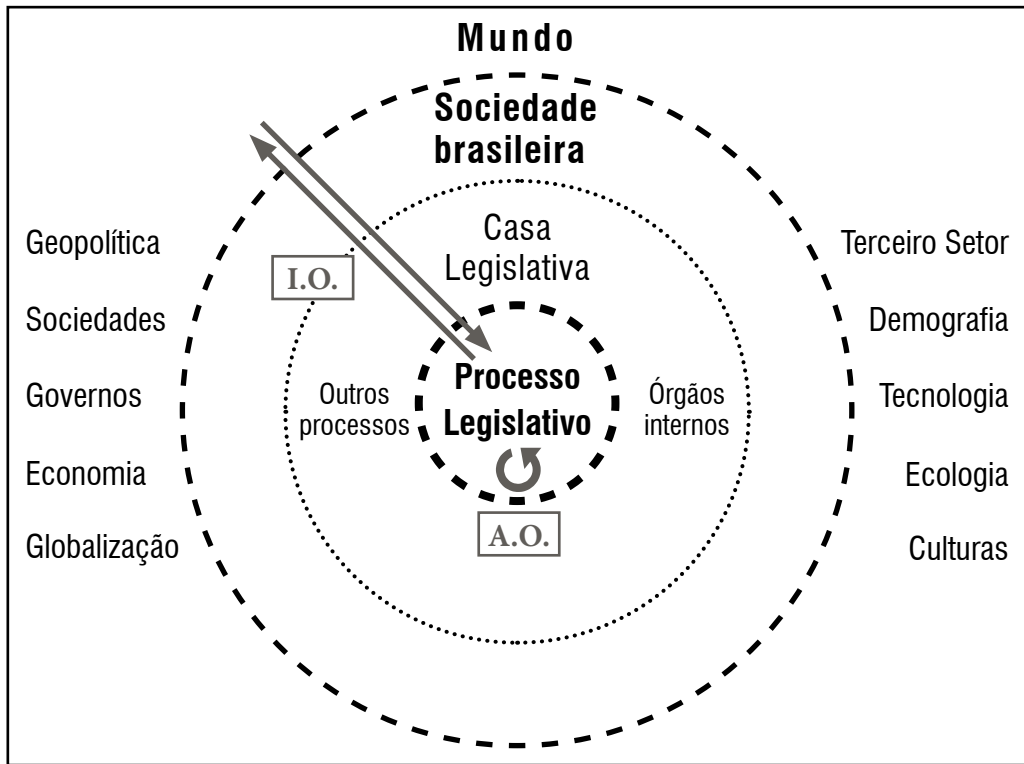 Mundo
Sociedade
brasileira
Casa
Legislativa
Geopolítica
Terceiro Setor
I.O.
Sociedades
Demografia
Processo
Legislativo
Governos
Outros
processos
Órgãos
internos
Tecnologia
Economia
Ecologia
A.O.
Globalização
Culturas